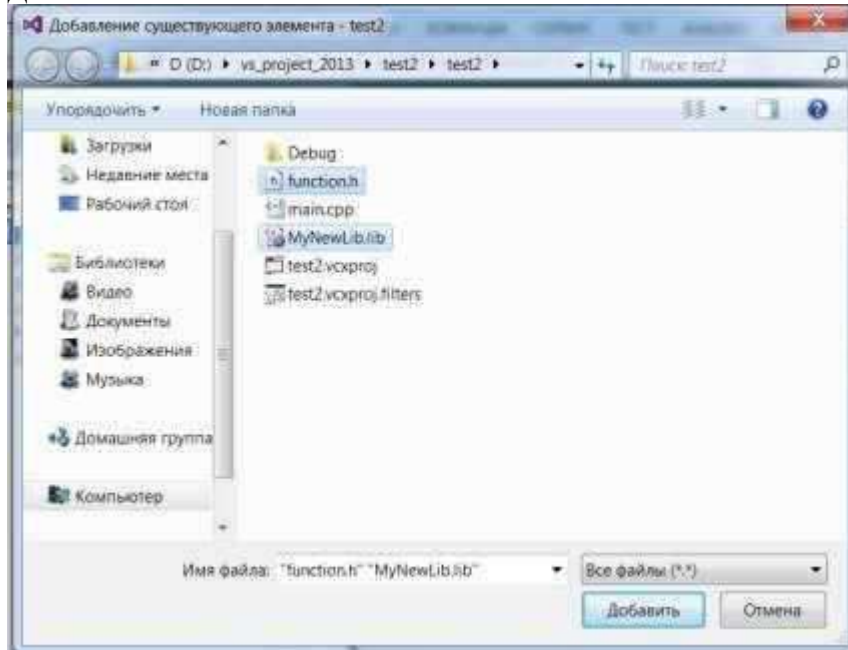 Добавление существующего элемента - test2
D (D:) vs_project_2013 test2 test2
Поиск: test2
Упорядочить Новая папка
Загрузки
Недавние места
Рабочий стол
Библиотеки
Видео
Документы
Изображения
Музыка
Домашняя группа
Компьютер
Debug
function.h
main.cpp
MyNewLib.lib
test2.vcxproj
test2.vcxproj.filters
Имя файла: "function.h" "MyNewLib.lib"
Все файлы (*.*)
Добавить Отмена